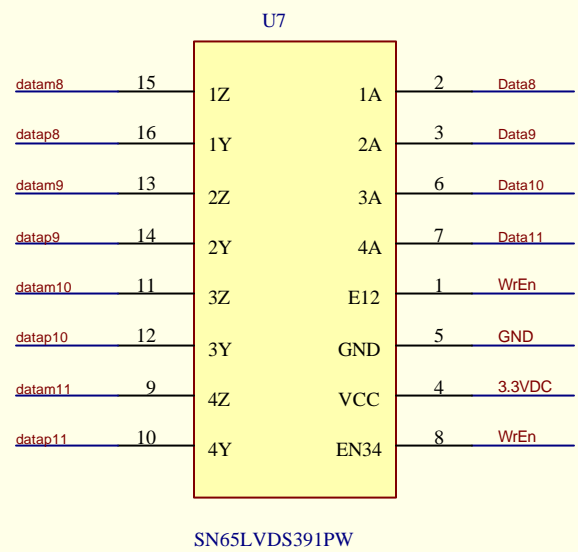 U7
datam8 15 1Z 1A 2 Data8
datap8 16 1Y 2A 3 Data9
datam9 13 2Z 3A 6 Data10
datap9 14 2Y 4A 7 Data11
datam10 11 3Z E12 1 WrEn
datap10 12 3Y GND 5 GND
datam11 9 4Z VCC 4 3.3VDC
datap11 10 4Y EN34 8 WrEn
SN65LVDS391PW